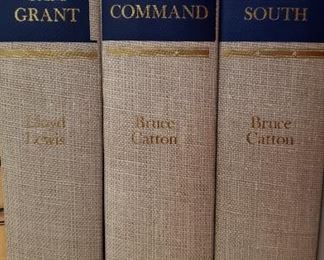 GRANT
Lloyd
Lewis
COMMAND
Bruce
Catton
SOUTH
Bruce
Catton